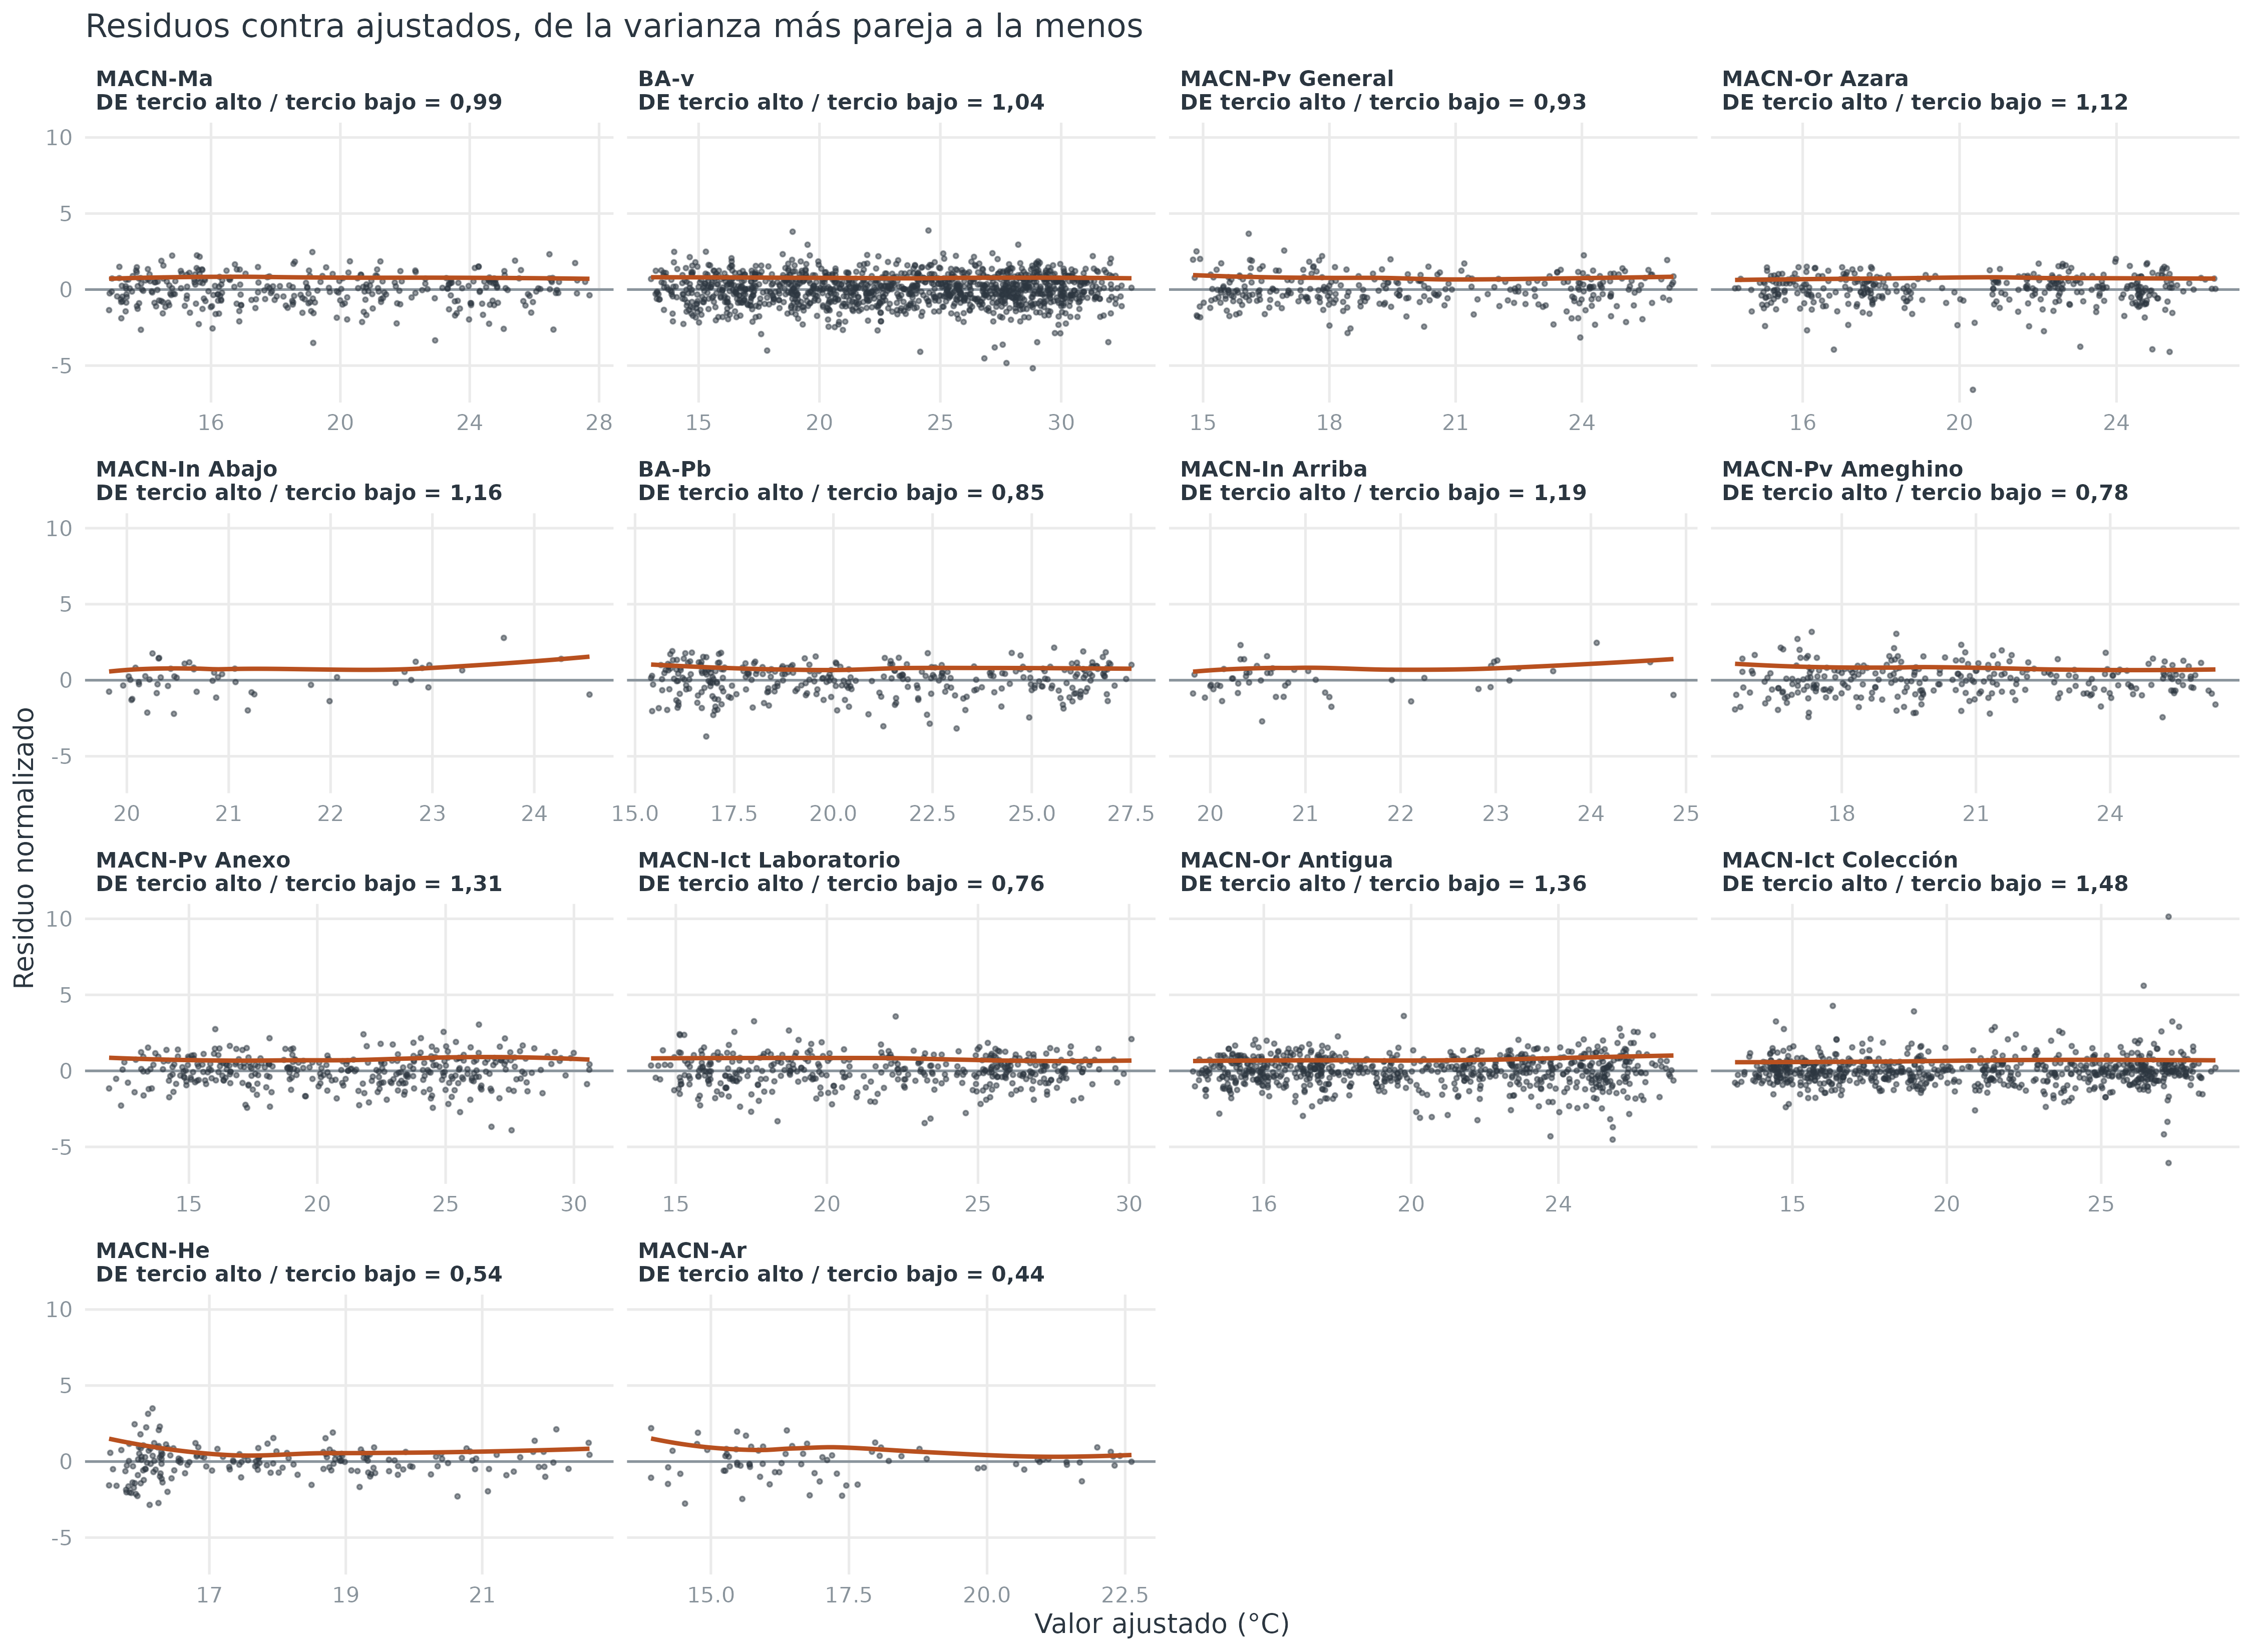 Residuos contra ajustados, de la varianza más pareja a la menos
MACN-Ma
DE tercio alto / tercio bajo = 0,99
BA-v
DE tercio alto / tercio bajo = 1,04
MACN-Pv General
DE tercio alto / tercio bajo = 0,93
MACN-Or Azara
DE tercio alto / tercio bajo = 1,12
10
5
0
-5
16 20 24 28
15 20 25 30
15 18 21 24
16 20 24
MACN-In Abajo
DE tercio alto / tercio bajo = 1,16
BA-Pb
DE tercio alto / tercio bajo = 0,85
MACN-In Arriba
DE tercio alto / tercio bajo = 1,19
MACN-Pv Ameghino
DE tercio alto / tercio bajo = 0,78
10
5
0
-5
20 21 22 23 24
15.0 17.5 20.0 22.5 25.0 27.5
20 21 22 23 24 25
18 21 24
Residuo normalizado
MACN-Pv Anexo
DE tercio alto / tercio bajo = 1,31
MACN-Ict Laboratorio
DE tercio alto / tercio bajo = 0,76
MACN-Or Antigua
DE tercio alto / tercio bajo = 1,36
MACN-Ict Colección
DE tercio alto / tercio bajo = 1,48
10
5
0
-5
15 20 25 30
15 20 25 30
16 20 24
15 20 25
MACN-He
DE tercio alto / tercio bajo = 0,54
MACN-Ar
DE tercio alto / tercio bajo = 0,44
10
5
0
-5
17 19 21
15.0 17.5 20.0 22.5
Valor ajustado (°C)